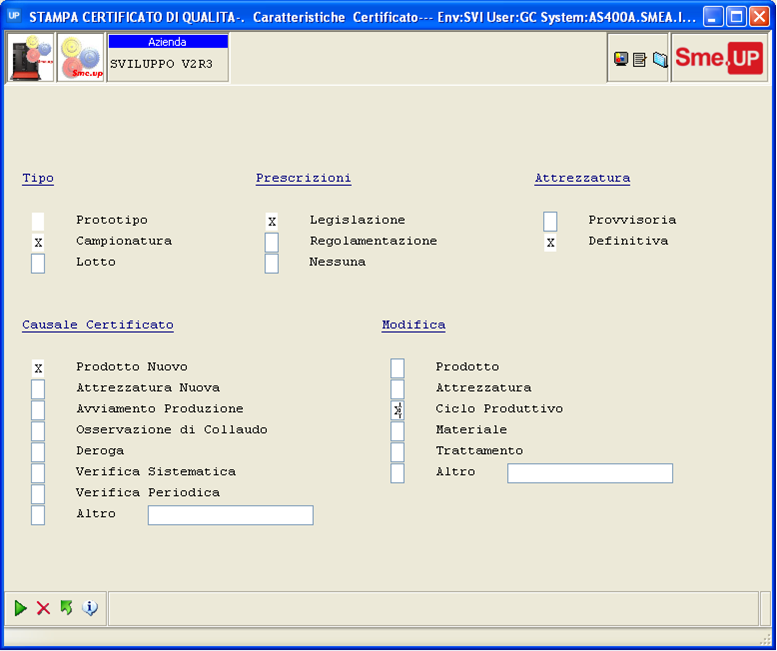 UP STAMPA CERTIFICATO DI QUALITA-. Caratteristiche Certificato--- Env:SVI User:GC System:AS400A.SMEA.I...
Sme.up
Azienda
SVILUPPO V2R3
Sme.UP
Tipo Prescrizioni Attrezzatura
Prototipo X Legislazione Provvisoria
X Campionatura Regolamentazione X Definitiva
Lotto Nessuna
Causale Certificato Modifica
X Prodotto Nuovo Prodotto
Attrezzatura Nuova Attrezzatura
Avviamento Produzione Ciclo Produttivo
Osservazione di Collaudo Materiale
Deroga Trattamento
Verifica Sistematica Altro
Verifica Periodica
Altro